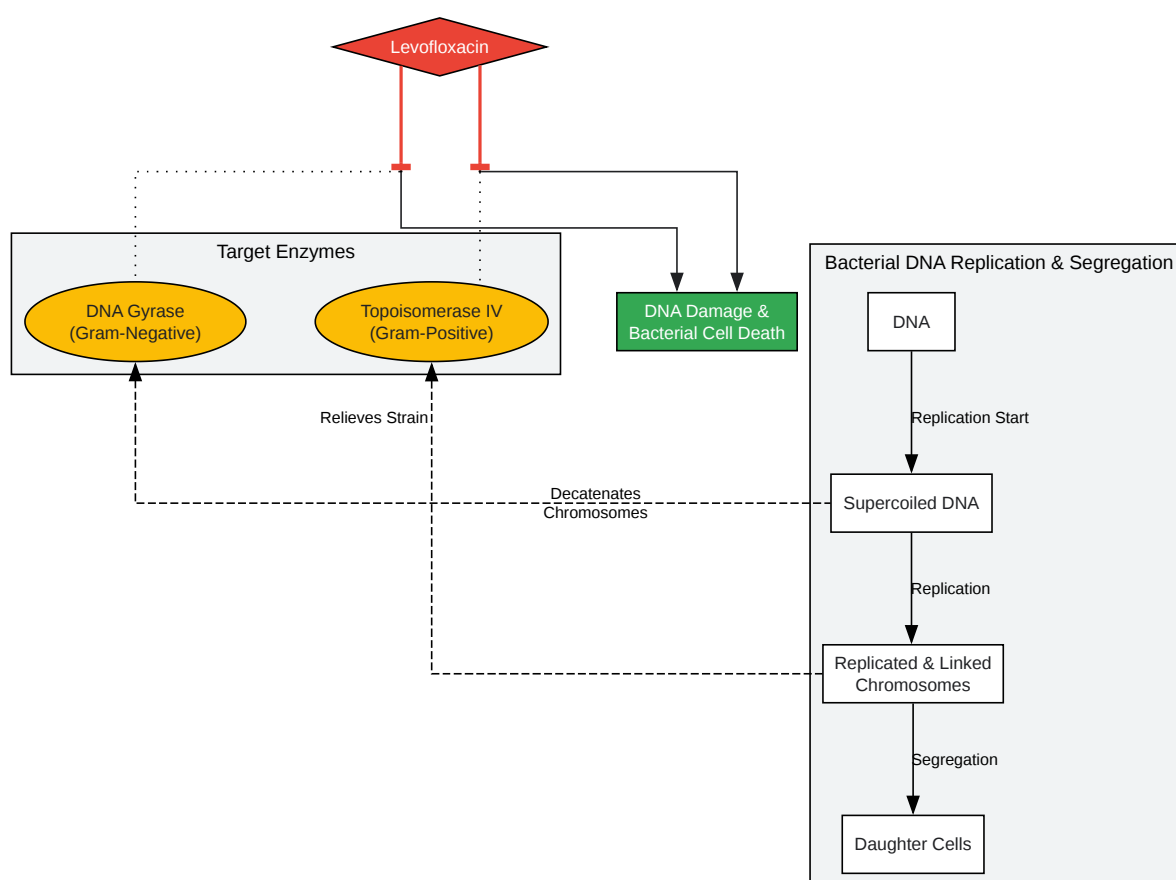 Levofloxacin
Target Enzymes
DNA Gyrase
(Gram-Negative)
Topoisomerase IV
(Gram-Positive)
DNA Damage &
Bacterial Cell Death
Bacterial DNA Replication & Segregation
DNA
Relieves Strain
Replication Start
Decatenates
Chromosomes
Supercoiled DNA
Replication
Replicated & Linked
Chromosomes
Segregation
Daughter Cells